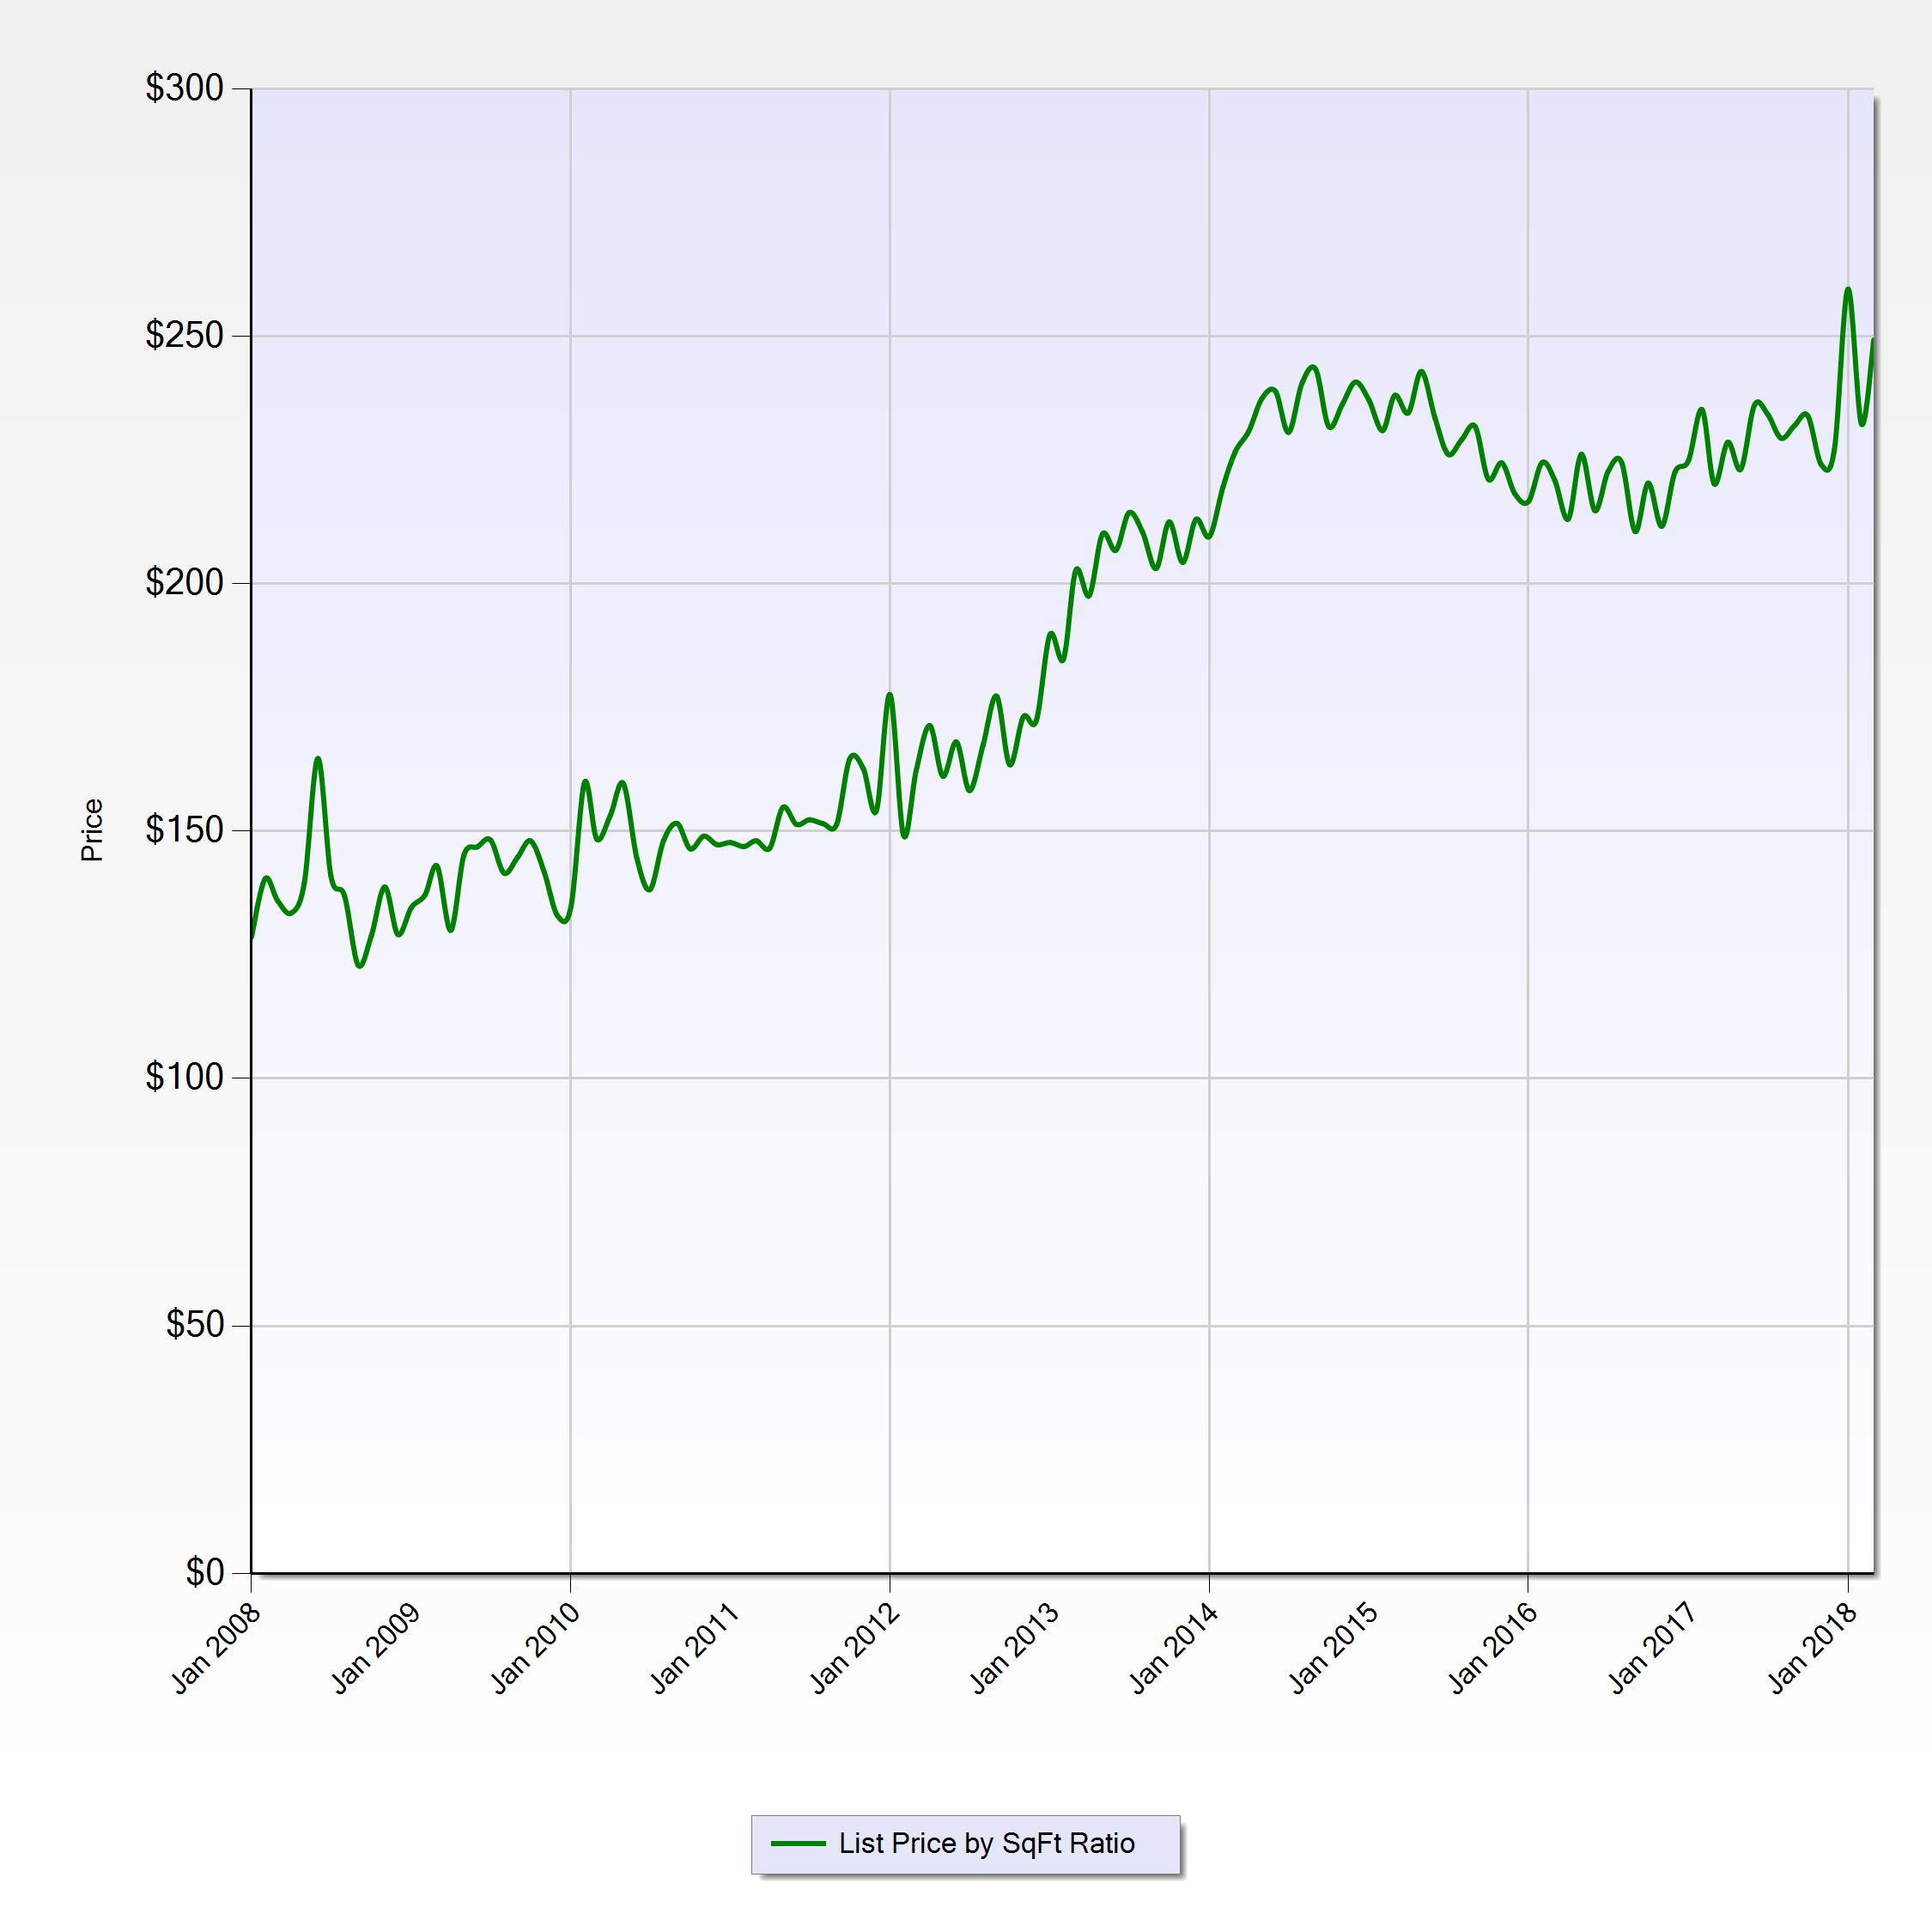 $300
$250
$200
$150
$100
$50
$0
Price
Jan 2008
Jan 2009
Jan 2010
Jan 2011
Jan 2012
Jan 2013
Jan 2014
Jan 2015
Jan 2016
Jan 2017
Jan 2018
List Price by SqFt Ratio